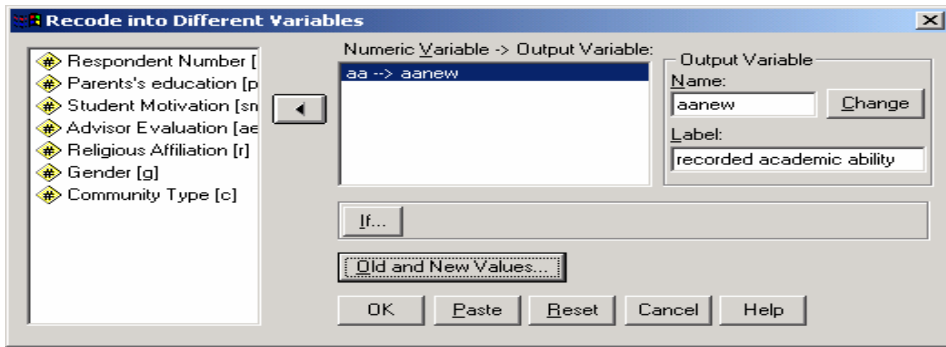 Recode into Different Variables
Respondent Number [
Parents's education [p
Student Motivation [sn
Advisor Evaluation [ae
Religious Affiliation [r]
Gender [g]
Community Type [c]
Numeric Variable -> Output Variable:
aa --> aanew
Output Variable
Name:
aanew
Change
Label:
recorded academic ability
If...
Old and New Values...
OK
Paste
Reset
Cancel
Help